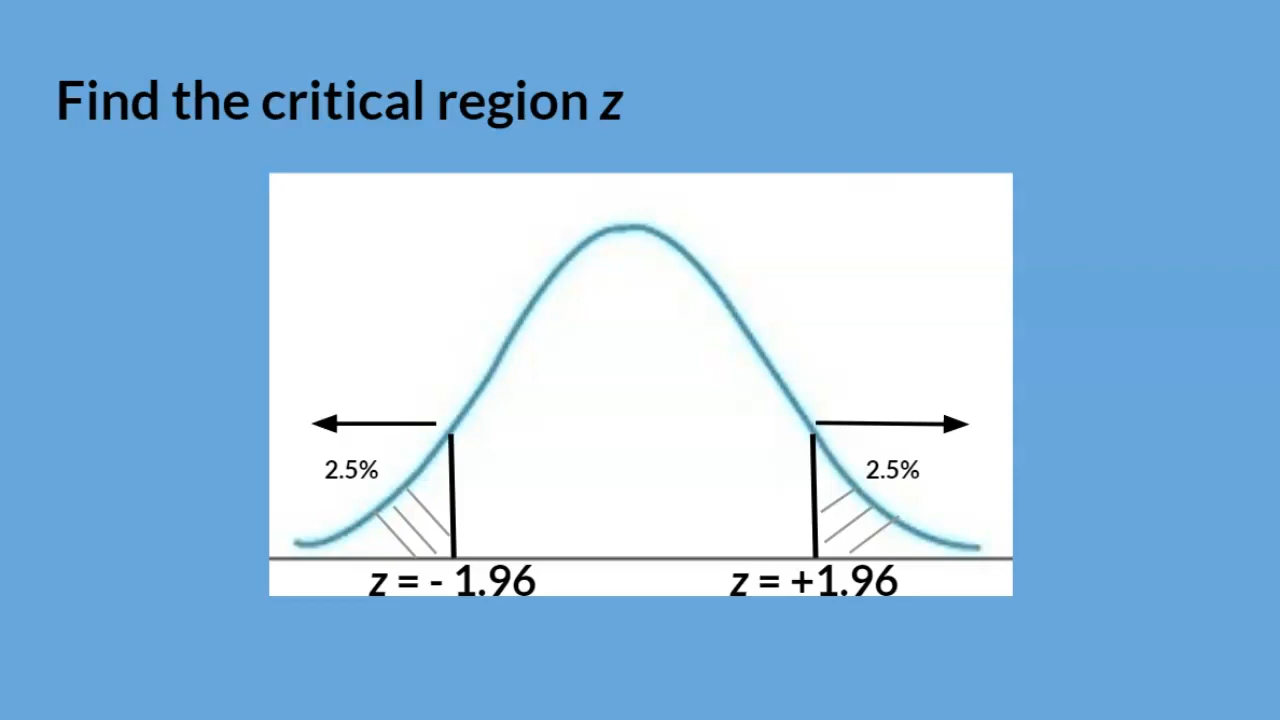 Find the critical region z
2.5% 2.5%
z = - 1.96 z = +1.96